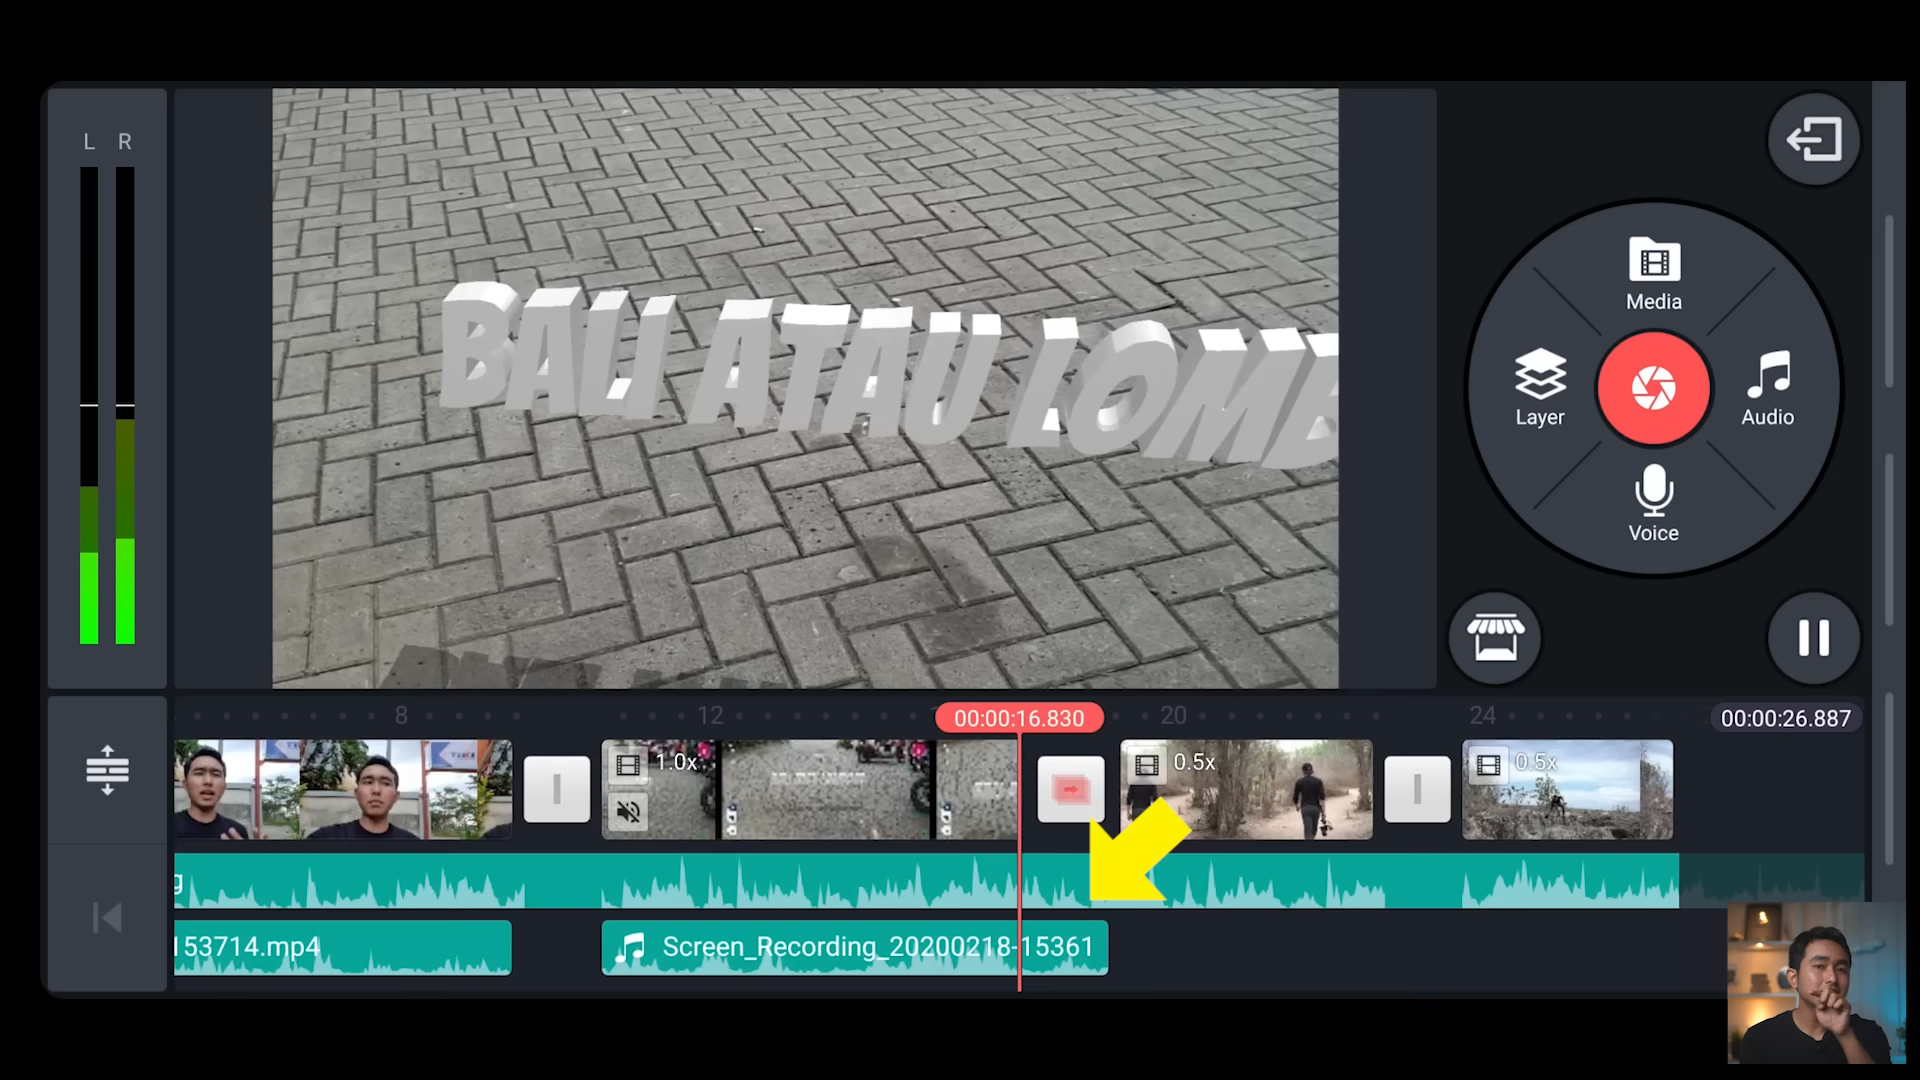 L R
BALI ATAU LOMB
Media
Layer
Audio
Voice
8
12
00:00:16.830
20
24
00:00:26.887
1.0x
0.5x
0.5x
g
153714.mp4
Screen_Recording_20200218-15361